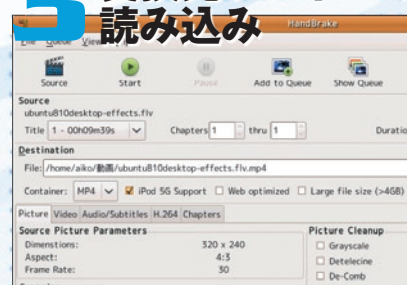 5
読み込み
HandBrake
File Queue View
Source Start Pause Add to Queue Show Queue
Source
ubuntu810desktop-effects.flv
Title 1 - 00h09m39s Chapters 1 thru 1 Duratio
Destination
File: /home/aiko/動画/ubuntu810desktop-effects.flv.mp4
Container: MP4 iPod 5G Support Web optimized Large file size (>4GB)
Picture Video Audio/Subtitles H.264 Chapters
Source Picture Parameters Picture Cleanup
Dimenstions: 320 x 240 Grayscale
Aspect: 4:3 Detelecine
Frame Rate: 30 De-Comb